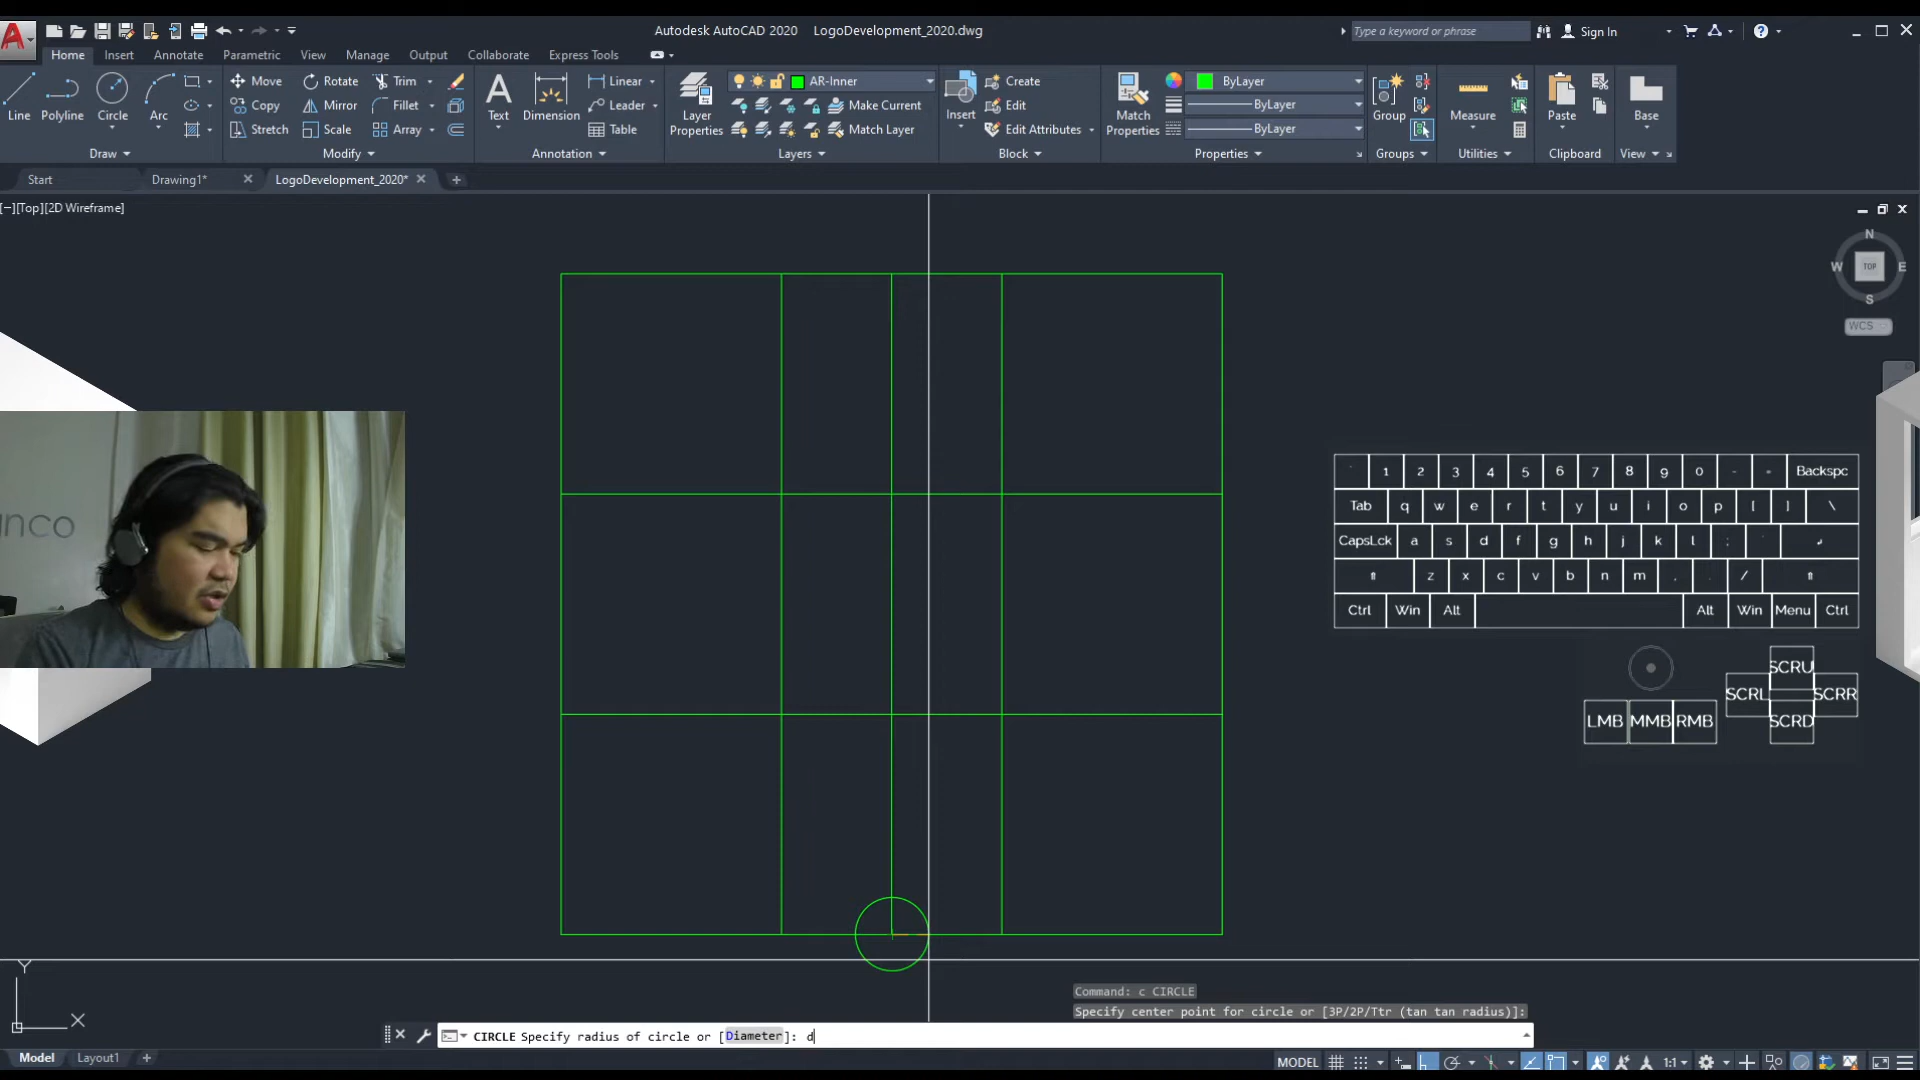 Autodesk AutoCAD 2020 LogoDevelopment_2020.dwg
Type a keyword or phrase
Sign In
Home Insert Annotate Parametric View Manage Output Collaborate Express Tools
Line Polyline Circle Arc
Move Rotate Trim
Copy Mirror Fillet
Stretch Scale Array
Text Dimension
Linear
Leader
Table
Layer Properties
AR-Inner
Make Current
Match Layer
Insert
Create
Edit
Edit Attributes
Match Properties
ByLayer
ByLayer
ByLayer
Group
Measure
Paste
Base
Draw Modify Annotation Layers Block Properties Groups Utilities Clipboard View
Start Drawing1* LogoDevelopment_2020*
[−][Top][2D Wireframe]
N
W TOP E
S
WCS
nco
1 2 3 4 5 6 7 8 9 0 - Backspc
Tab q w e r t y u i o p [ ] \
CapsLck a s d f g h j k l ;
z x c v b n m , . /
Ctrl Win Alt Alt Win Menu Ctrl
SCRU
SCRL SCRR
LMB MMB RMB SCRD
Y
X
Command: c CIRCLE
Specify center point for circle or [3P/2P/Ttr (tan tan radius)]:
CIRCLE Specify radius of circle or [Diameter]: d
Model Layout1
MODEL 1:1